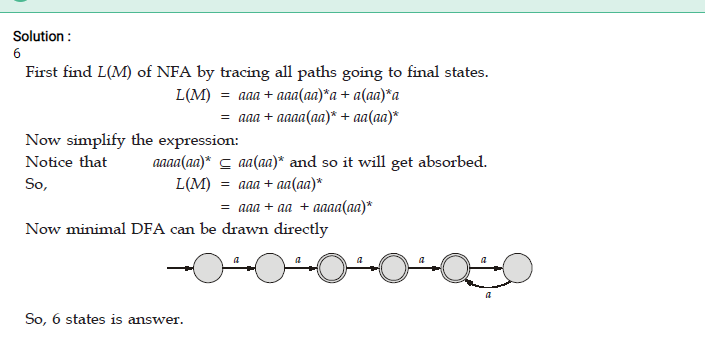 Solution :
6
First find L(M) of NFA by tracing all paths going to final states.
L(M) = aaa + aaa(aa)*a + a(aa)*a
= aaa + aaaa(aa)* + aa(aa)*
Now simplify the expression:
Notice that aaaa(aa)* ⊆ aa(aa)* and so it will get absorbed.
So, L(M) = aaa + aa(aa)*
= aaa + aa + aaaa(aa)*
Now minimal DFA can be drawn directly
a a a a a
a
So, 6 states is answer.